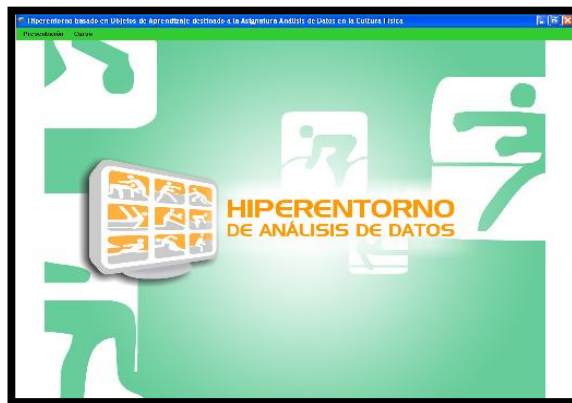 Hiperentorno basado en Objetos de Aprendizaje destinado a la Asignatura Análisis de Datos en la Cultura Física
Presentación Curso
HIPERENTORNO
DE ANÁLISIS DE DATOS